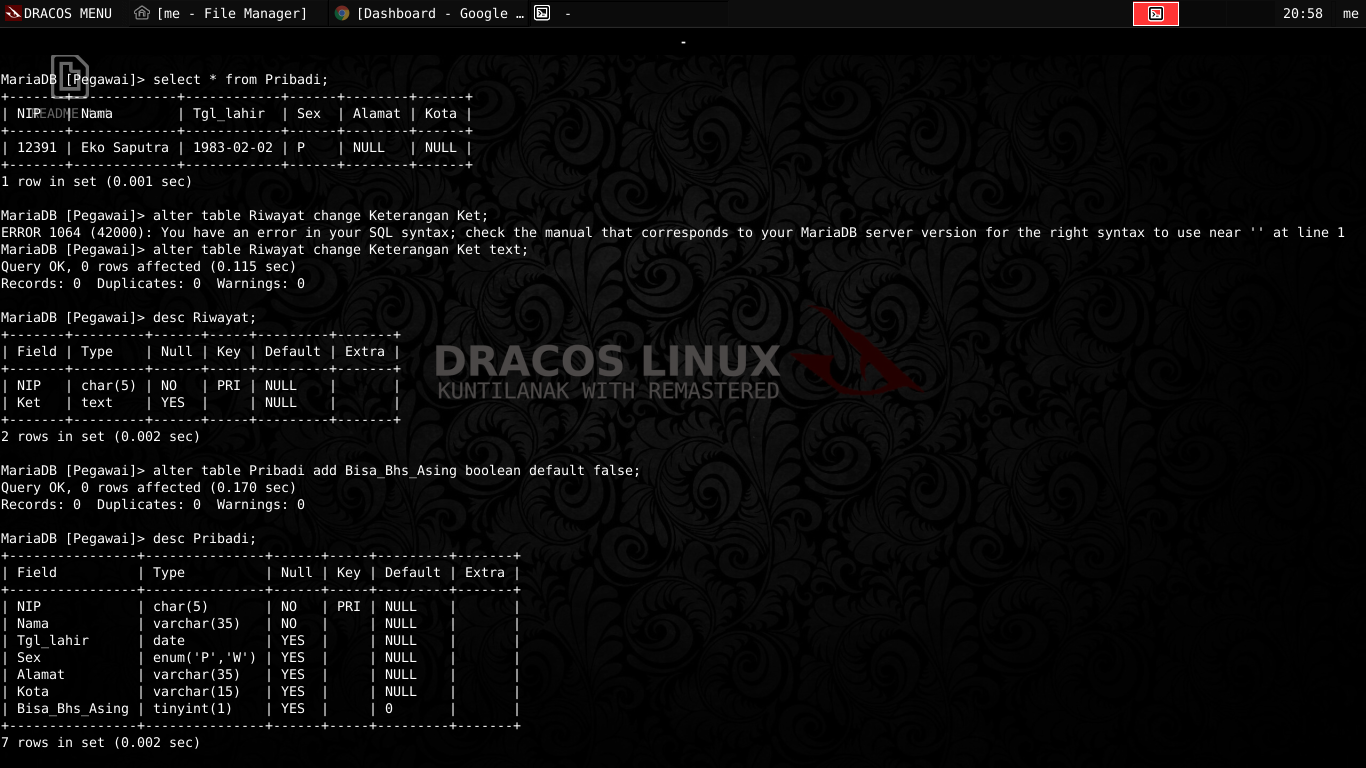 DRACOS MENU [me - File Manager] [Dashboard - Google … - 20:58 me
-
MariaDB [Pegawai]> select * from Pribadi;
+-------+-------------+------------+------+--------+------+
| NIP | Nama | Tgl_lahir | Sex | Alamat | Kota |
+-------+-------------+------------+------+--------+------+
| 12391 | Eko Saputra | 1983-02-02 | P | NULL | NULL |
+-------+-------------+------------+------+--------+------+
1 row in set (0.001 sec)
MariaDB [Pegawai]> alter table Riwayat change Keterangan Ket;
ERROR 1064 (42000): You have an error in your SQL syntax; check the manual that corresponds to your MariaDB server version for the right syntax to use near '' at line 1
MariaDB [Pegawai]> alter table Riwayat change Keterangan Ket text;
Query OK, 0 rows affected (0.115 sec)
Records: 0 Duplicates: 0 Warnings: 0
MariaDB [Pegawai]> desc Riwayat;
+-------+---------+------+-----+---------+-------+
| Field | Type | Null | Key | Default | Extra |
+-------+---------+------+-----+---------+-------+
| NIP | char(5) | NO | PRI | NULL | |
| Ket | text | YES | | NULL | |
+-------+---------+------+-----+---------+-------+
2 rows in set (0.002 sec)
DRACOS LINUX
KUNTILANAK WITH REMASTERED
MariaDB [Pegawai]> alter table Pribadi add Bisa_Bhs_Asing boolean default false;
Query OK, 0 rows affected (0.170 sec)
Records: 0 Duplicates: 0 Warnings: 0
MariaDB [Pegawai]> desc Pribadi;
+----------------+---------------+------+-----+---------+-------+
| Field | Type | Null | Key | Default | Extra |
+----------------+---------------+------+-----+---------+-------+
| NIP | char(5) | NO | PRI | NULL | |
| Nama | varchar(35) | NO | | NULL | |
| Tgl_lahir | date | YES | | NULL | |
| Sex | enum('P','W') | YES | | NULL | |
| Alamat | varchar(35) | YES | | NULL | |
| Kota | varchar(15) | YES | | NULL | |
| Bisa_Bhs_Asing | tinyint(1) | YES | | 0 | |
+----------------+---------------+------+-----+---------+-------+
7 rows in set (0.002 sec)